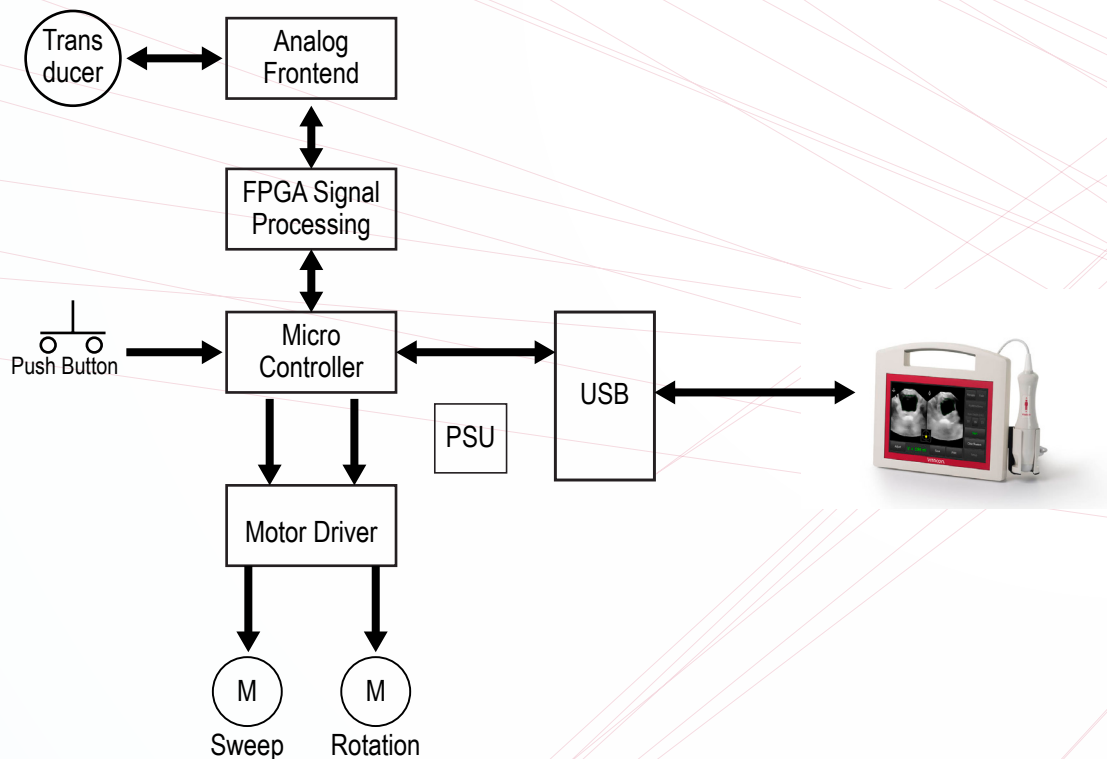 Trans
ducer
Analog
Frontend
FPGA Signal
Processing
Push Button
Micro
Controller
USB
PSU
Motor Driver
M
M
Sweep
Rotation